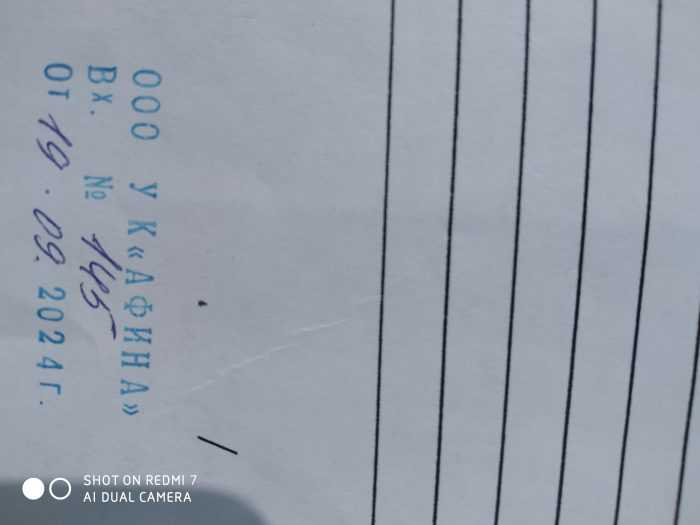 ООО УК«АФИНА»
Вх. № 145
От 19.09.2024г.
SHOT ON REDMI 7
AI DUAL CAMERA